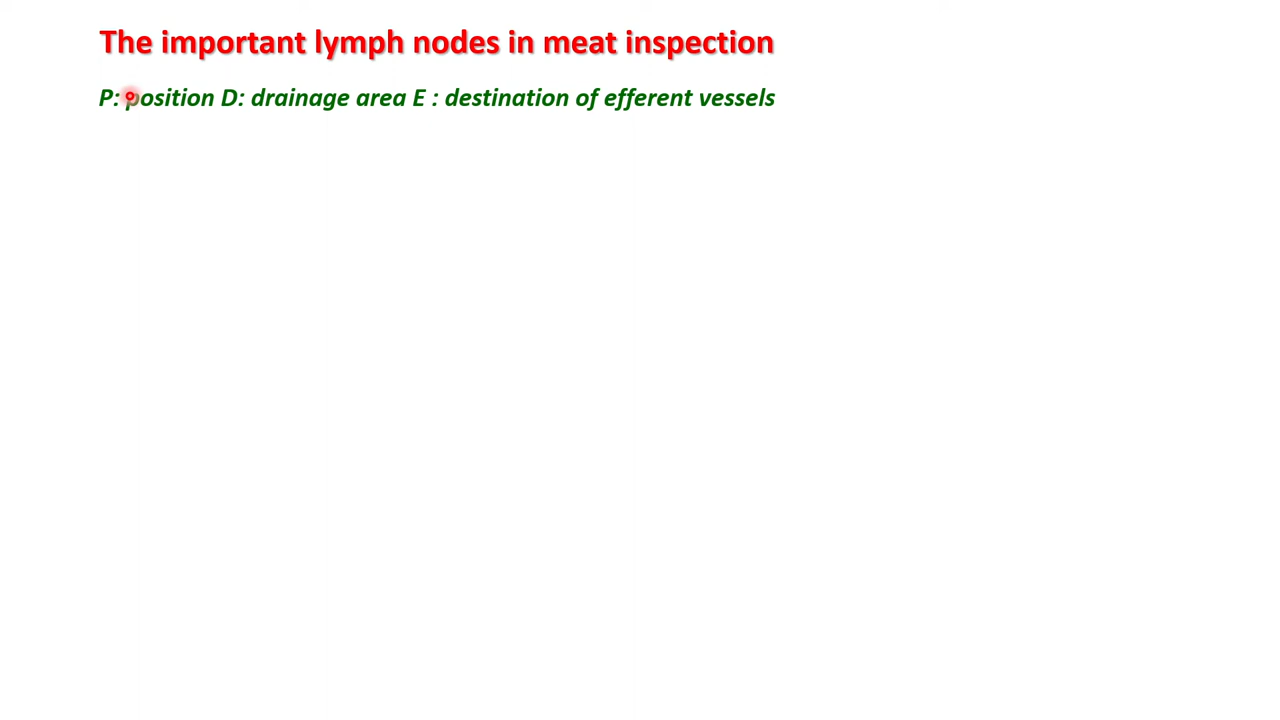 The important lymph nodes in meat inspection
P: position D: drainage area E : destination of efferent vessels